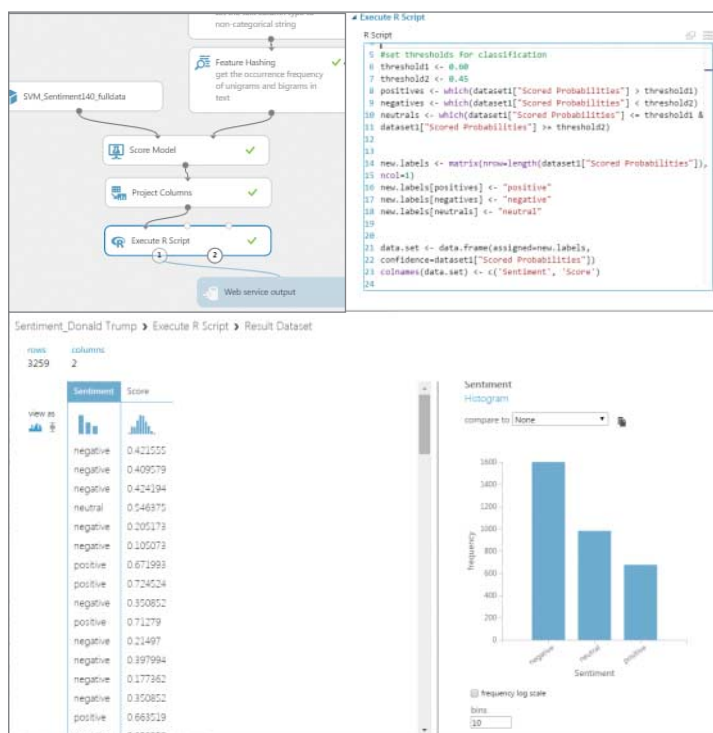 non-categorical string
Feature Hashing
get the occurrence frequency
of unigrams and bigrams in
text
SVM_Sentiment140_fulldata
Score Model
Project Columns
Execute R Script
1
2
Web service output
Execute R Script
R Script
5 #set thresholds for classification
6 threshold1 <- 0.60
7 threshold2 <- 0.45
8 positives <- which(dataset1["Scored Probabilities"] > threshold1)
9 negatives <- which(dataset1["Scored Probabilities"] < threshold2)
10 neutrals <- which(dataset1["Scored Probabilities"] <= threshold1 &
11 dataset1["Scored Probabilities"] >= threshold2)
12
13
14 new.labels <- matrix(nrow=length(dataset1["Scored Probabilities"]),
15 ncol=1)
16 new.labels[positives] <- "positive"
17 new.labels[negatives] <- "negative"
18 new.labels[neutrals] <- "neutral"
19
20
21 data.set <- data.frame(assigned=new.labels,
22 confidence=dataset1["Scored Probabilities"])
23 colnames(data.set) <- c('Sentiment', 'Score')
24
Sentiment_Donald Trump > Execute R Script > Result Dataset
rows columns
3259 2
Sentiment Score
view as
negative 0.421555
negative 0.409579
negative 0.424194
neutral 0.546375
negative 0.205173
negative 0.105073
positive 0.671993
positive 0.724524
negative 0.350852
positive 0.71279
negative 0.21497
negative 0.397994
negative 0.177362
negative 0.350852
positive 0.663519
Sentiment
Histogram
compare to None
1600
1400
1200
1000
800
600
400
200
0
frequency
negative neutral positive
Sentiment
frequency log scale
bins
10